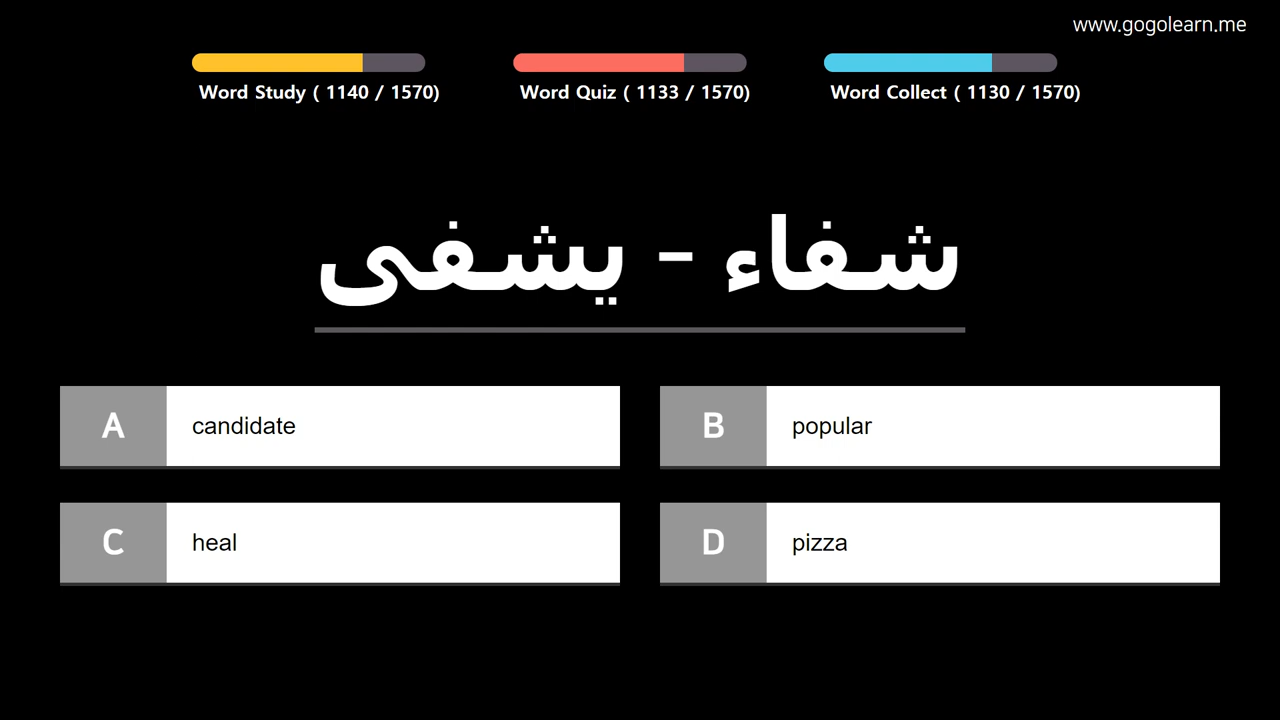 www.gogolearn.me
Word Study ( 1140 / 1570)
Word Quiz ( 1133 / 1570)
Word Collect ( 1130 / 1570)
شفاء - يشفى
A candidate
B popular
C heal
D pizza